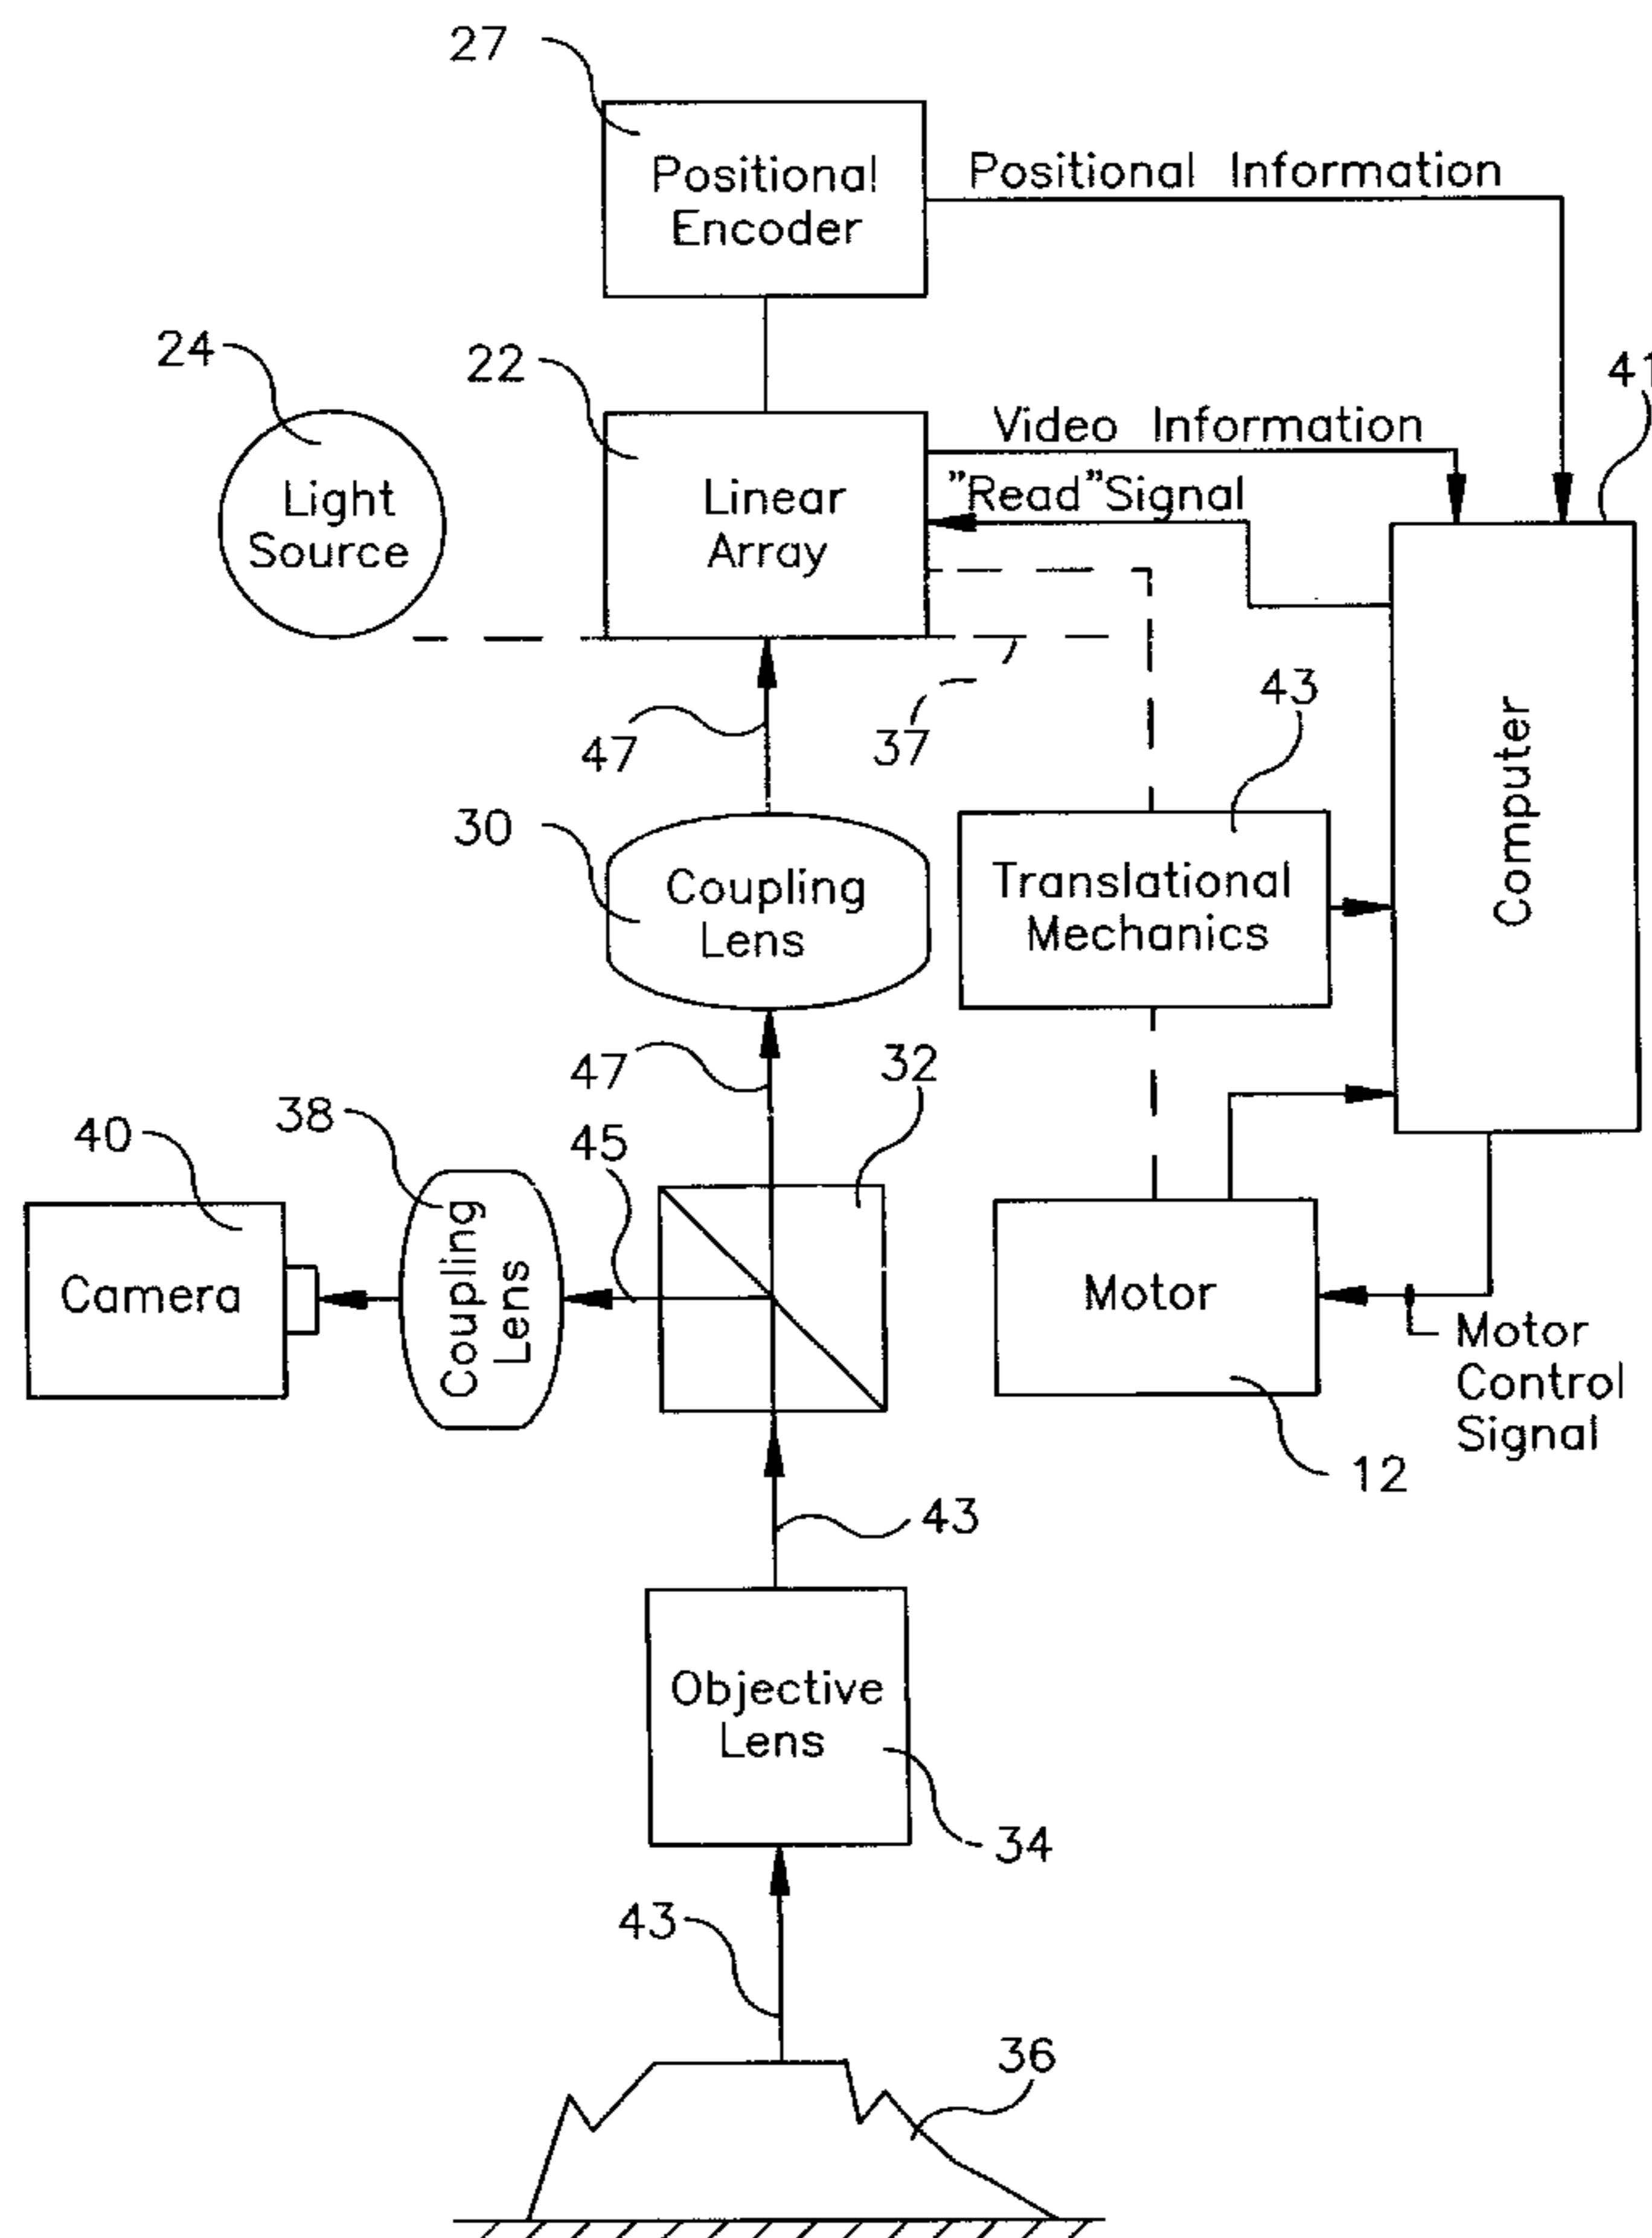 27
Positional
Encoder
Positional Information
24
22
41
Light
Source
Linear
Array
Video Information
"Read" Signal
47
37
43
Computer
30
Coupling
Lens
Translational
Mechanics
47
32
40
38
45
Camera
Coupling
Lens
Motor
Motor
Control
Signal
12
43
Objective
Lens
34
43
36